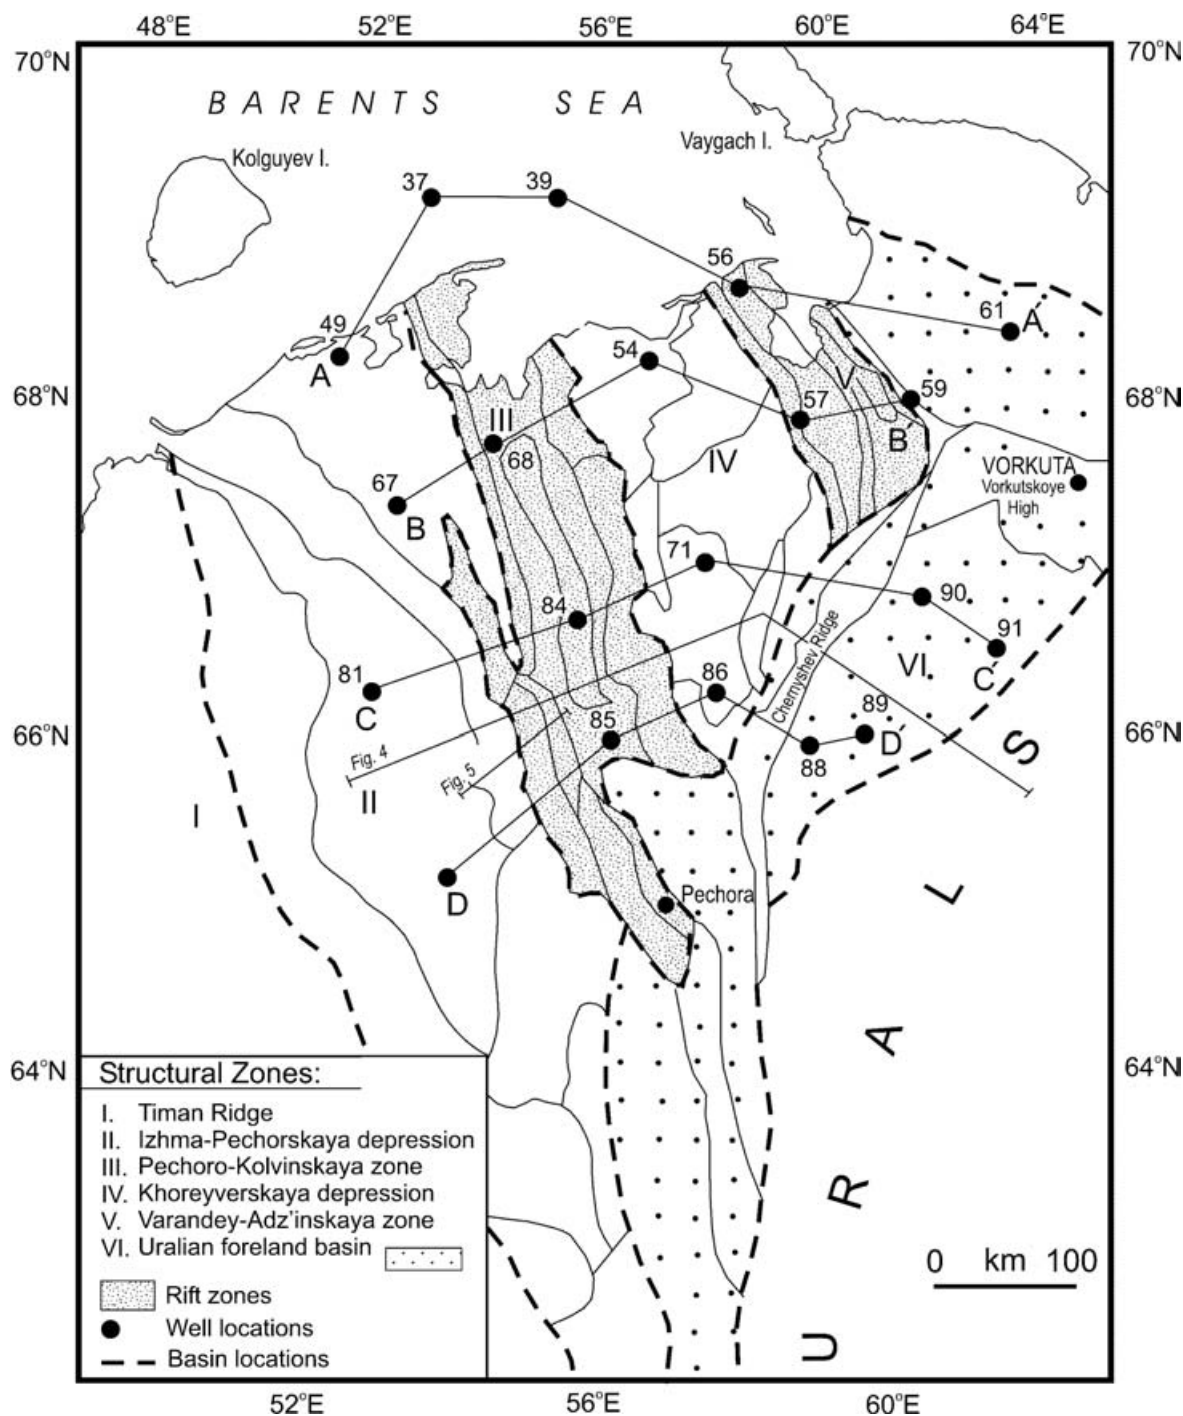 48°E 52°E 56°E 60°E 64°E
70°N 70°N
BARENTS SEA
Vaygach I.
Kolguyev I.
37 39
56
61
A´
49
A
54
68°N 68°N
V
59
57
B´
III
68
IV
VORKUTA
Vorkutskoye
High
67
B
71
90
84
91
Chernyshev Ridge
VI
C´
81
C
86
89
D´
85
88
66°N 66°N
Fig. 4
Fig. 5
I
II
D
Pechora
URALS
64°N 64°N
Structural Zones:
I. Timan Ridge
II. Izhma-Pechorskaya depression
III. Pechoro-Kolvinskaya zone
IV. Khoreyverskaya depression
V. Varandey-Adz'inskaya zone
VI. Uralian foreland basin
Rift zones
Well locations
Basin locations
0 km 100
52°E 56°E 60°E